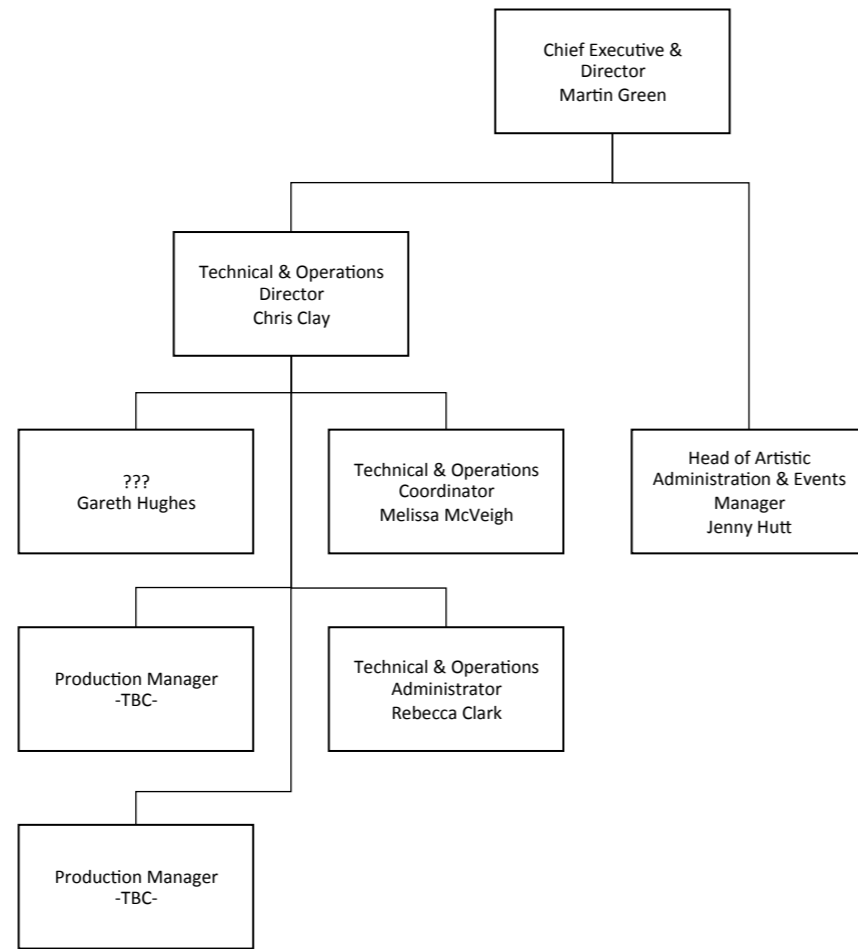 Chief Executive &
Director
Martin Green
Technical & Operations
Director
Chris Clay
???
Gareth Hughes
Technical & Operations
Coordinator
Melissa McVeigh
Head of Artistic
Administration & Events
Manager
Jenny Hutt
Production Manager
-TBC-
Technical & Operations
Administrator
Rebecca Clark
Production Manager
-TBC-